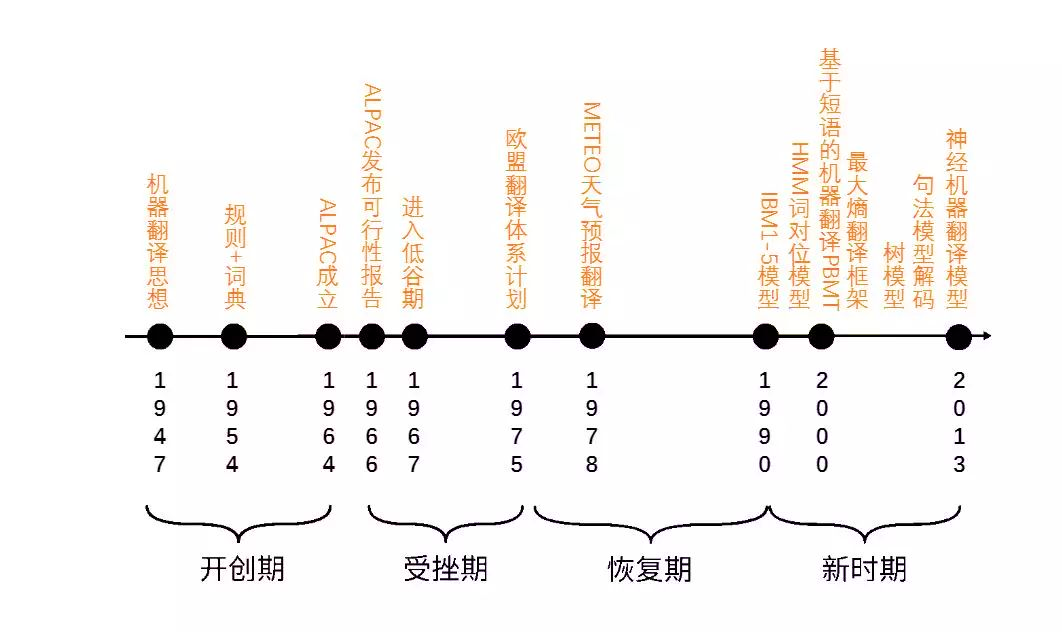 机器翻译思想
规则+词典
ALPAC成立
ALPAC发布可行性报告
进入低谷期
欧盟翻译体系计划
METEO天气预报翻译
IBM1-5模型
HMM词对位模型
基于短语的机器翻译PBMT
最大熵翻译框架
树模型
句法模型解码
神经机器翻译模型
1947
1954
1964
1966
1967
1975
1978
1990
2000
2013
开创期
受挫期
恢复期
新时期